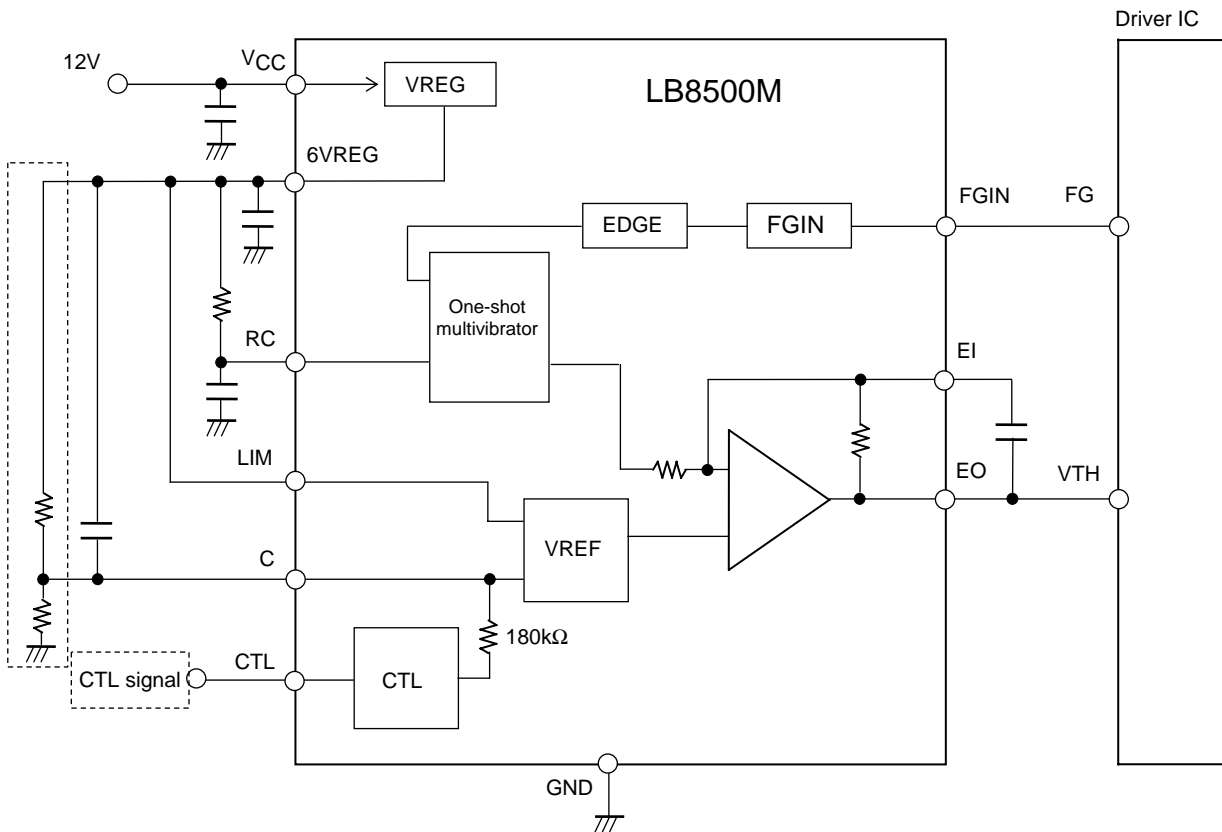 Driver IC
12V
VCC
VREG
LB8500M
6VREG
FGIN
FG
EDGE
FGIN
One-shot
multivibrator
RC
EI
LIM
EO
VTH
VREF
C
180kΩ
CTL
CTL signal
CTL
GND